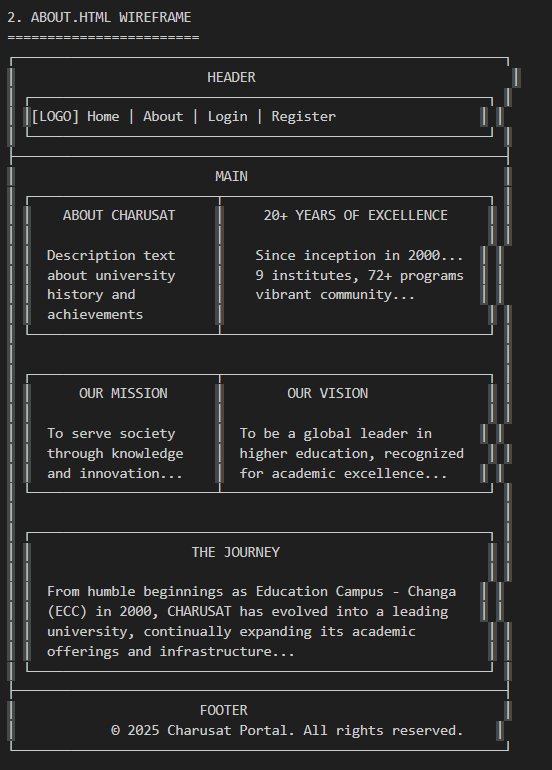 2. ABOUT.HTML WIREFRAME
========================
HEADER
[LOGO] Home | About | Login | Register
MAIN
ABOUT CHARUSAT
20+ YEARS OF EXCELLENCE
Description text
about university
history and
achievements
Since inception in 2000...
9 institutes, 72+ programs
vibrant community...
OUR MISSION
OUR VISION
To serve society
through knowledge
and innovation...
To be a global leader in
higher education, recognized
for academic excellence...
THE JOURNEY
From humble beginnings as Education Campus - Changa
(ECC) in 2000, CHARUSAT has evolved into a leading
university, continually expanding its academic
offerings and infrastructure...
FOOTER
© 2025 Charusat Portal. All rights reserved.